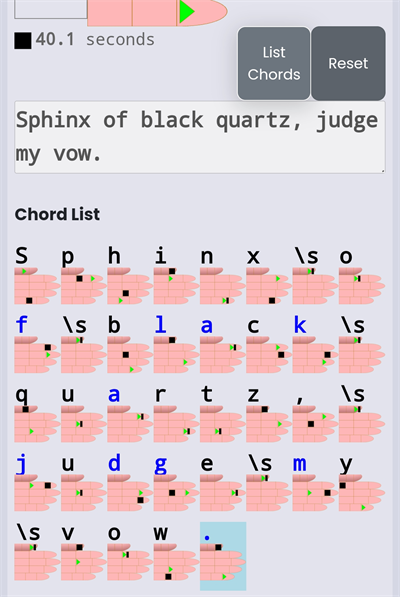 40.1 seconds
List
Chords
Reset
Sphinx of black quartz, judge
my vow.
Chord List
S p h i n x \s o
f \s b l a c k \s
q u a r t z , \s
j u d g e \s m y
\s v o w .